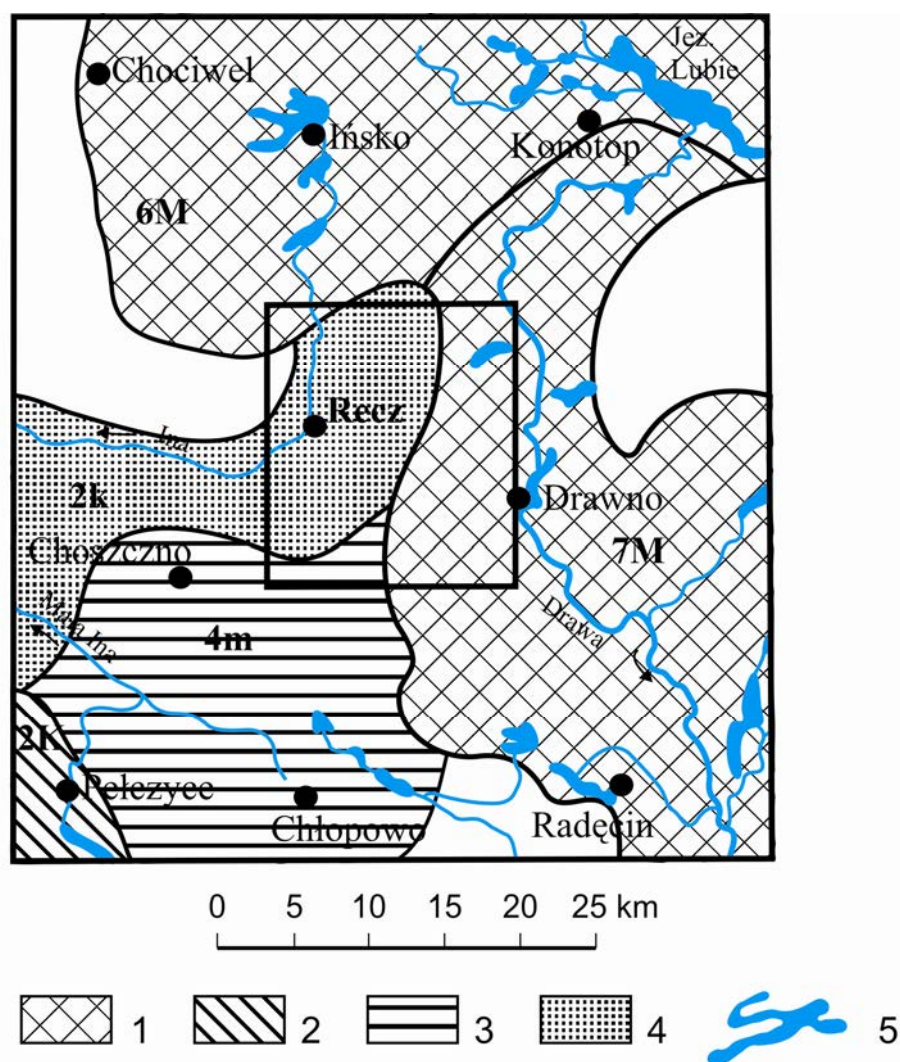 Jez.
Lubie
Chociwel
Ińsko
Konotop
6M
Recz
Ina
2k
Drawno
Choszczno
7M
Mała Ina
4m
Drawa
2K
Pełczyce
Chłopowo
Radęcin
0 5 10 15 20 25 km
1 2 3 4 5